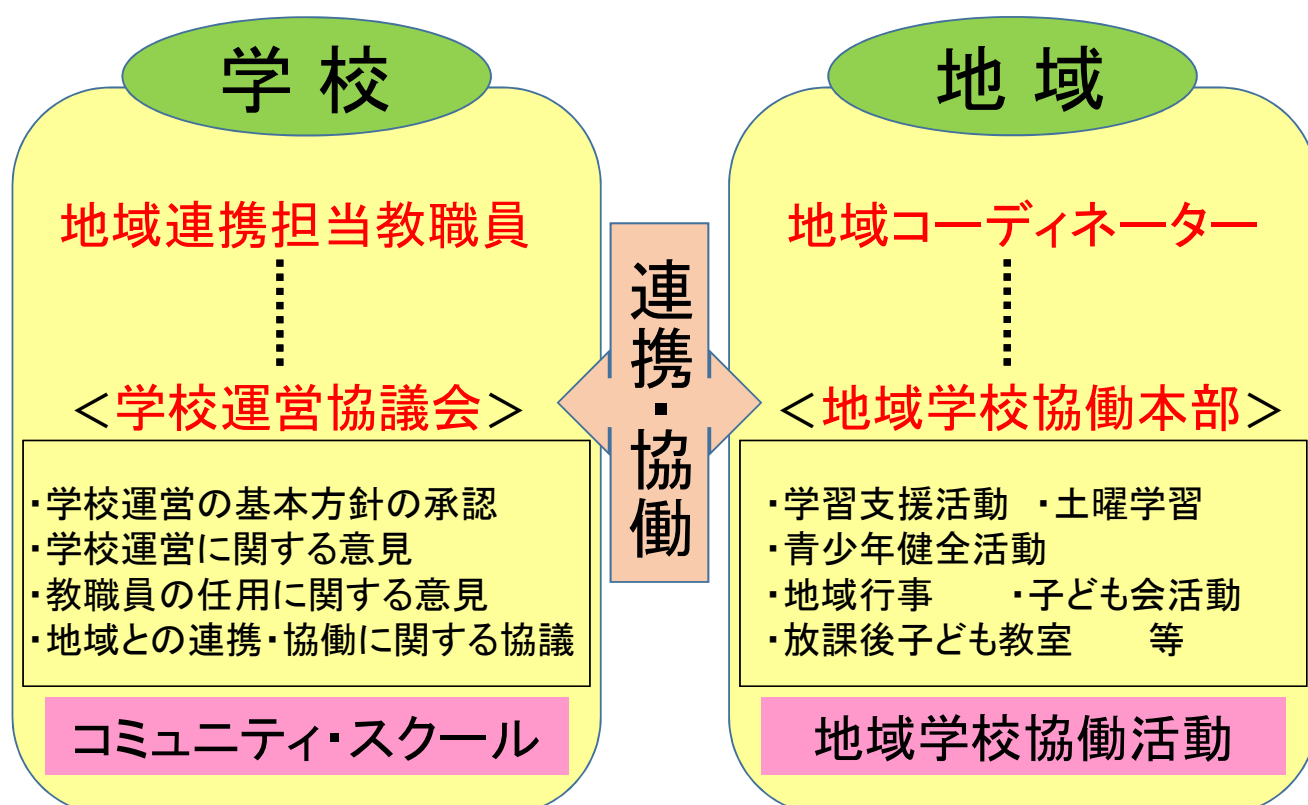 学 校
地域連携担当教職員
＜学校運営協議会＞
・学校運営の基本方針の承認
・学校運営に関する意見
・教職員の任用に関する意見
・地域との連携・協働に関する協議
コミュニティ・スクール
連携・協働
地 域
地域コーディネーター
＜地域学校協働本部＞
・学習支援活動　・土曜学習
・青少年健全活動
・地域行事　　・子ども会活動
・放課後子ども教室　　等
地域学校協働活動